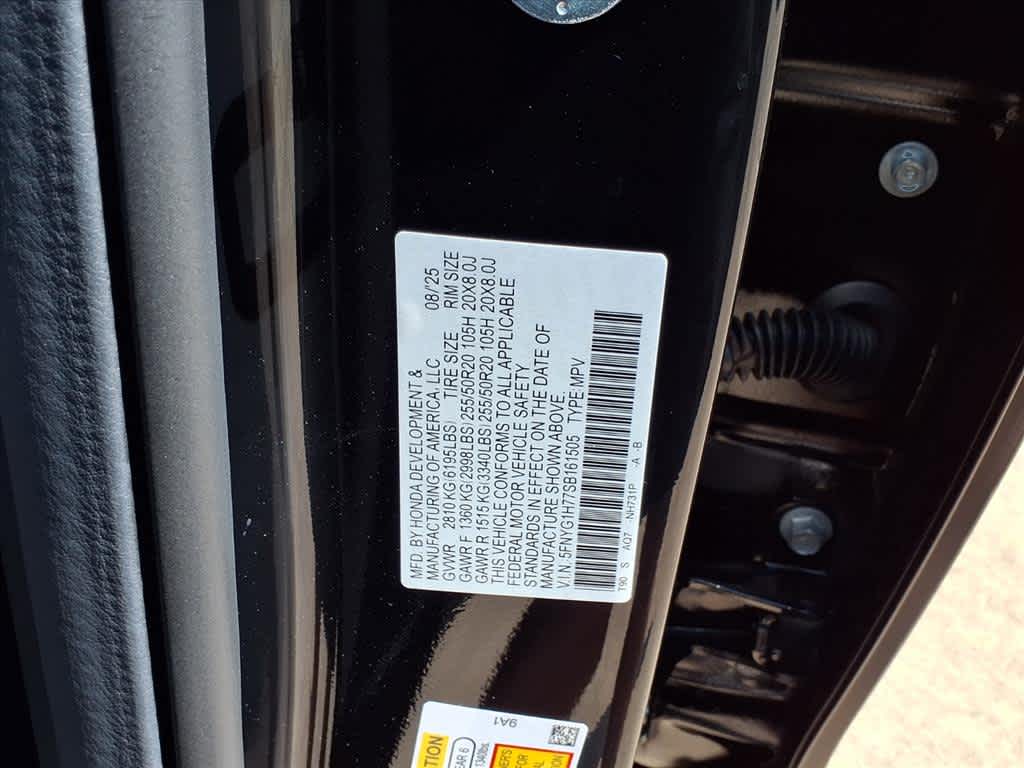 MFD. BY HONDA DEVELOPMENT &
MANUFACTURING OF AMERICA, LLC 08/'25
GVWR 2810 KG(6195LBS) TIRE SIZE RIM SIZE
GAWR F 1360 KG(2998LBS)255/50R20 105H 20X8.0J
GAWR R 1515 KG(3340LBS)255/50R20 105H 20X8.0J
THIS VEHICLE CONFORMS TO ALL APPLICABLE
FEDERAL MOTOR VEHICLE SAFETY
STANDARDS IN EFFECT ON THE DATE OF
MANUFACTURE SHOWN ABOVE.
V.I.N.:5FNYG1H77SB161505 TYPE:MPV
T90 S AQ7 -NH731P -A -B
9A1